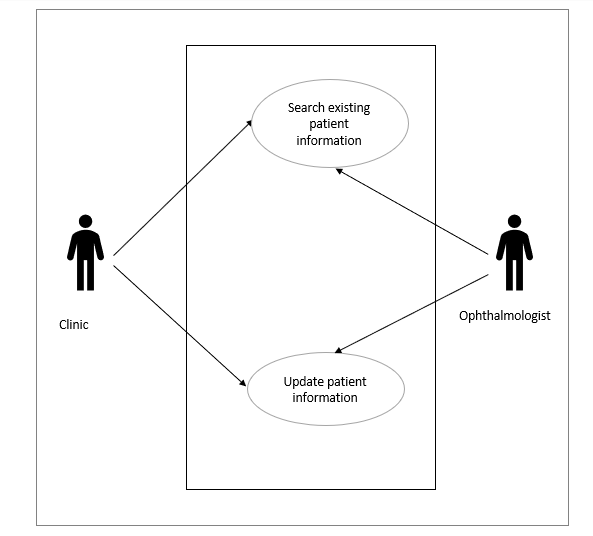 Search existing
patient
information
Clinic
Ophthalmologist
Update patient
information